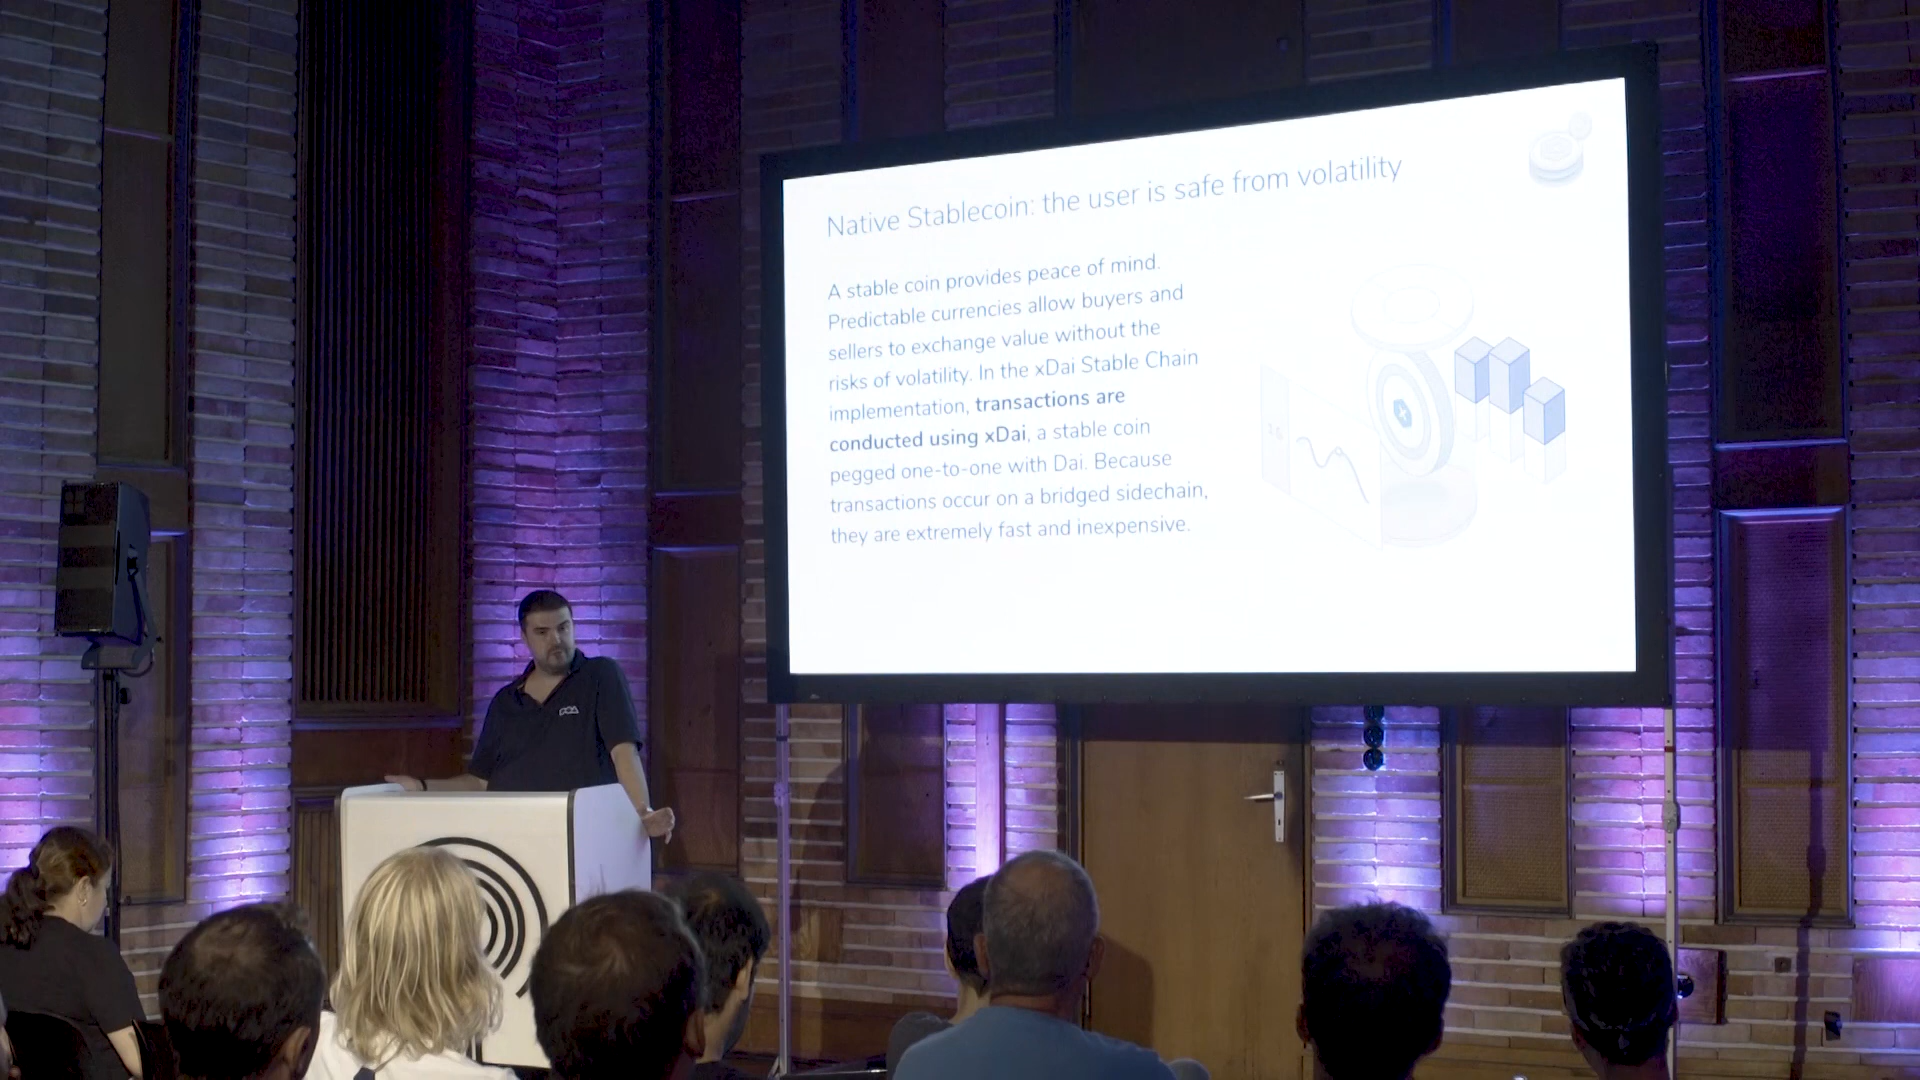 Native Stablecoin: the user is safe from volatility
A stable coin provides peace of mind.
Predictable currencies allow buyers and
sellers to exchange value without the
risks of volatility. In the xDai Stable Chain
implementation, transactions are
conducted using xDai, a stable coin
pegged one-to-one with Dai. Because
transactions occur on a bridged sidechain,
they are extremely fast and inexpensive.